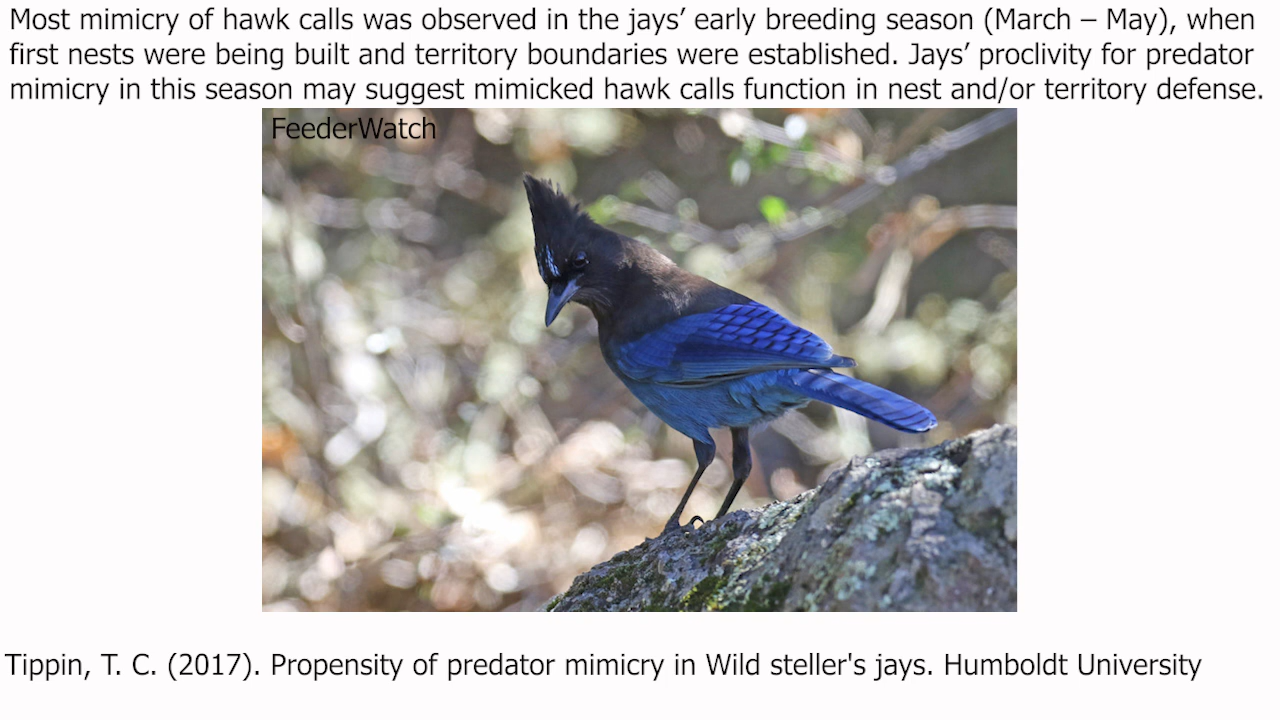 Most mimicry of hawk calls was observed in the jays’ early breeding season (March – May), when
first nests were being built and territory boundaries were established. Jays’ proclivity for predator
mimicry in this season may suggest mimicked hawk calls function in nest and/or territory defense.
FeederWatch
Tippin, T. C. (2017). Propensity of predator mimicry in Wild steller's jays. Humboldt University